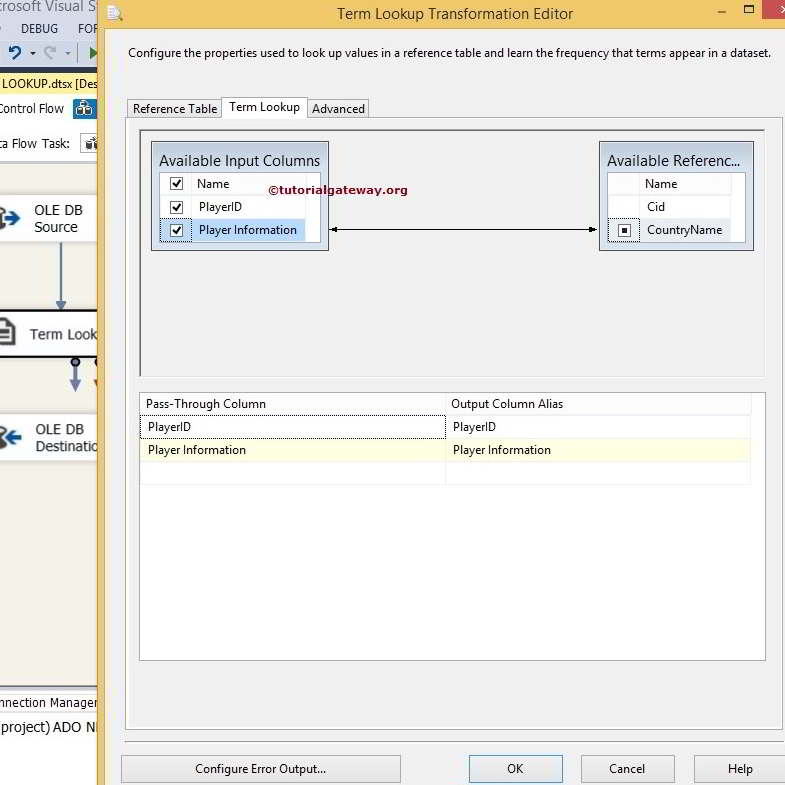 crosoft Visual S
Term Lookup Transformation Editor
DEBUG
FOR
Configure the properties used to look up values in a reference table and learn the frequency that terms appear in a dataset.
LOOKUP.dtsx [Des
Control Flow
Reference Table
Term Lookup
Advanced
ta Flow Task:
Available Input Columns
Available Referenc...
Name
Name
©tutorialgateway.org
PlayerID
Cid
Player Information
CountryName
OLE DB
Source
Term Look
Pass-Through Column
Output Column Alias
PlayerID
PlayerID
Player Information
Player Information
OLE DB
Destinatio
nnection Manager
project) ADO N
Configure Error Output...
OK
Cancel
Help